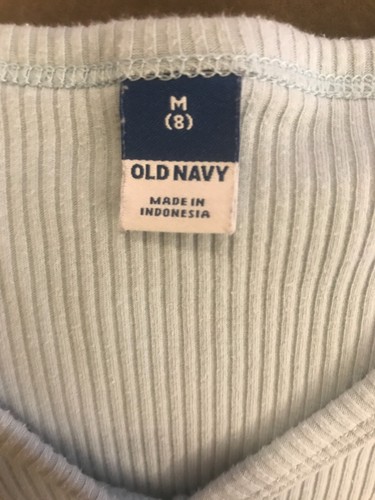 M
(8)
OLD NAVY
MADE IN
INDONESIA